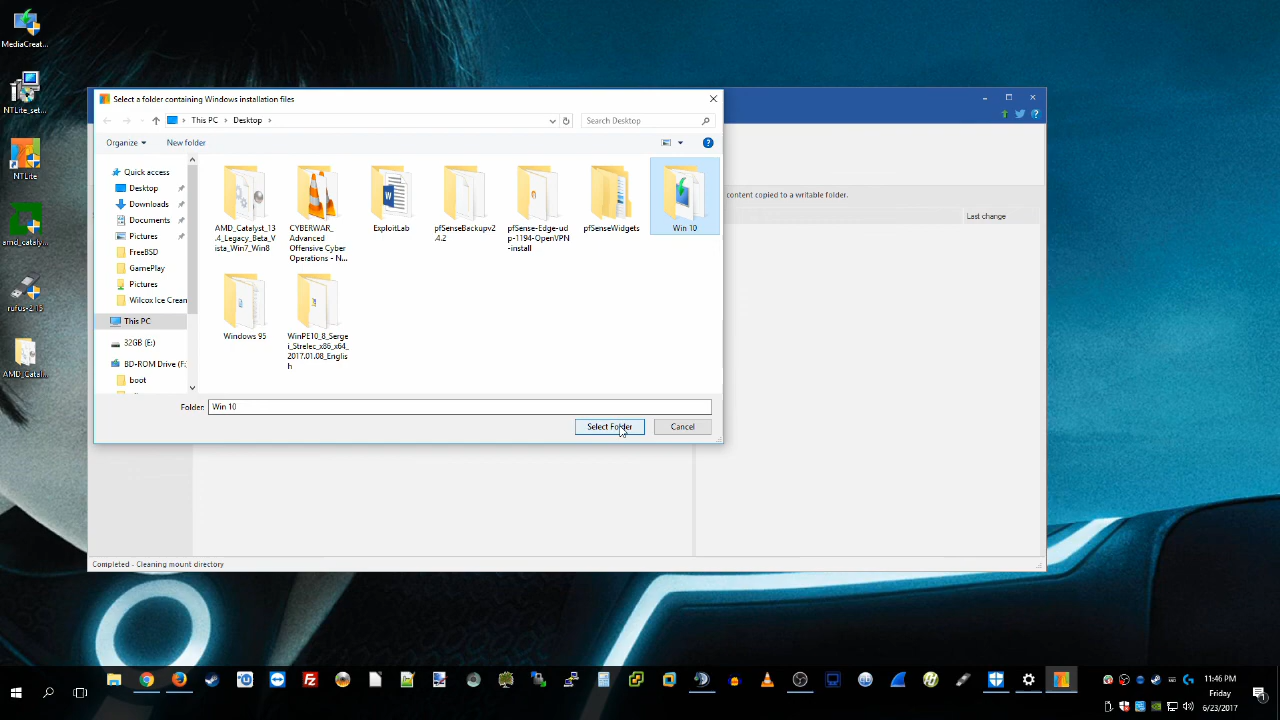 MediaCreat...
NTLite_set...
NTLite
amd_cataly...
rufus-2.15
AMD_Catal...
Select a folder containing Windows installation files
This PC
Desktop
Search Desktop
Organize
New folder
Quick access
Desktop
Downloads
Documents
Pictures
FreeBSD
GamePlay
Pictures
Wilcox Ice Cream
This PC
32GB (E:)
BD-ROM Drive (F:)
boot
AMD_Catalyst_13
.4_Legacy_Beta_V
ista_Win7_Win8
CYBERWAR_
Advanced
Offensive Cyber
Operations - N...
ExploitLab
pfSenseBackupv2
.4.2
pfSense-Edge-ud
p-1194-OpenVPN
-install
pfSenseWidgets
Win 10
Windows 95
WinPE10_8_Serge
i_Strelec_x86_x64_
2017.01.08_Englis
h
Folder:
Win 10
Select Folder
Cancel
content copied to a writable folder.
Last change
Completed - Cleaning mount directory
11:46 PM
Friday
6/23/2017